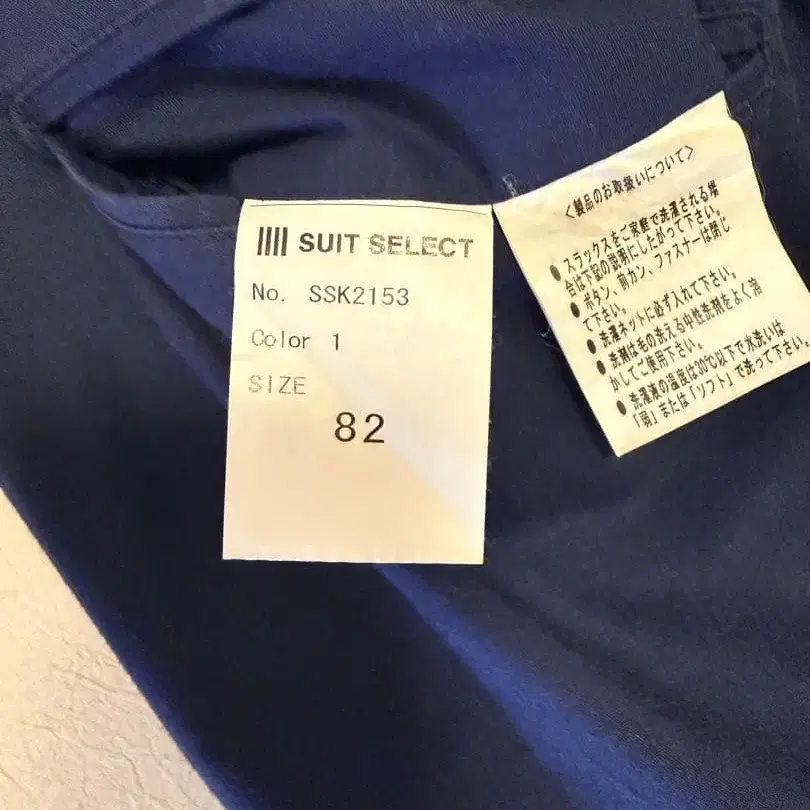 SUIT SELECT
No. SSK2153
Color 1
SIZE
82
<製品のお取扱いについて>
●スラックスをご家庭で洗濯される場
合は下記の説明にしたがって下さい。
●ボタン、前カン、ファスナーは閉じ
て下さい。
●洗濯ネットに必ず入れて下さい。
●洗剤は毛の洗える中性洗剤をよく溶
かしてご使用下さい。
●洗濯液の温度は30℃以下で水洗いは
「弱」または「ソフト」で洗って下さい。